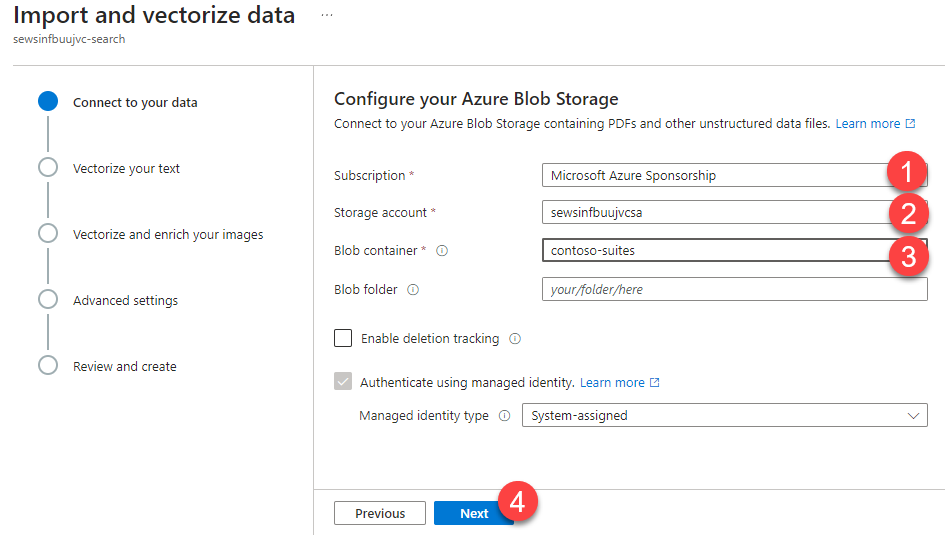 Import and vectorize data ...
sewsinfbuujvc-search
Connect to your data
Vectorize your text
Vectorize and enrich your images
Advanced settings
Review and create
Configure your Azure Blob Storage
Connect to your Azure Blob Storage containing PDFs and other unstructured data files. Learn more
Subscription * Microsoft Azure Sponsorship 1
Storage account * sewsinfbuujvcsa 2
Blob container * contoso-suites 3
Blob folder your/folder/here
Enable deletion tracking
Authenticate using managed identity. Learn more
Managed identity type System-assigned
Previous Next 4